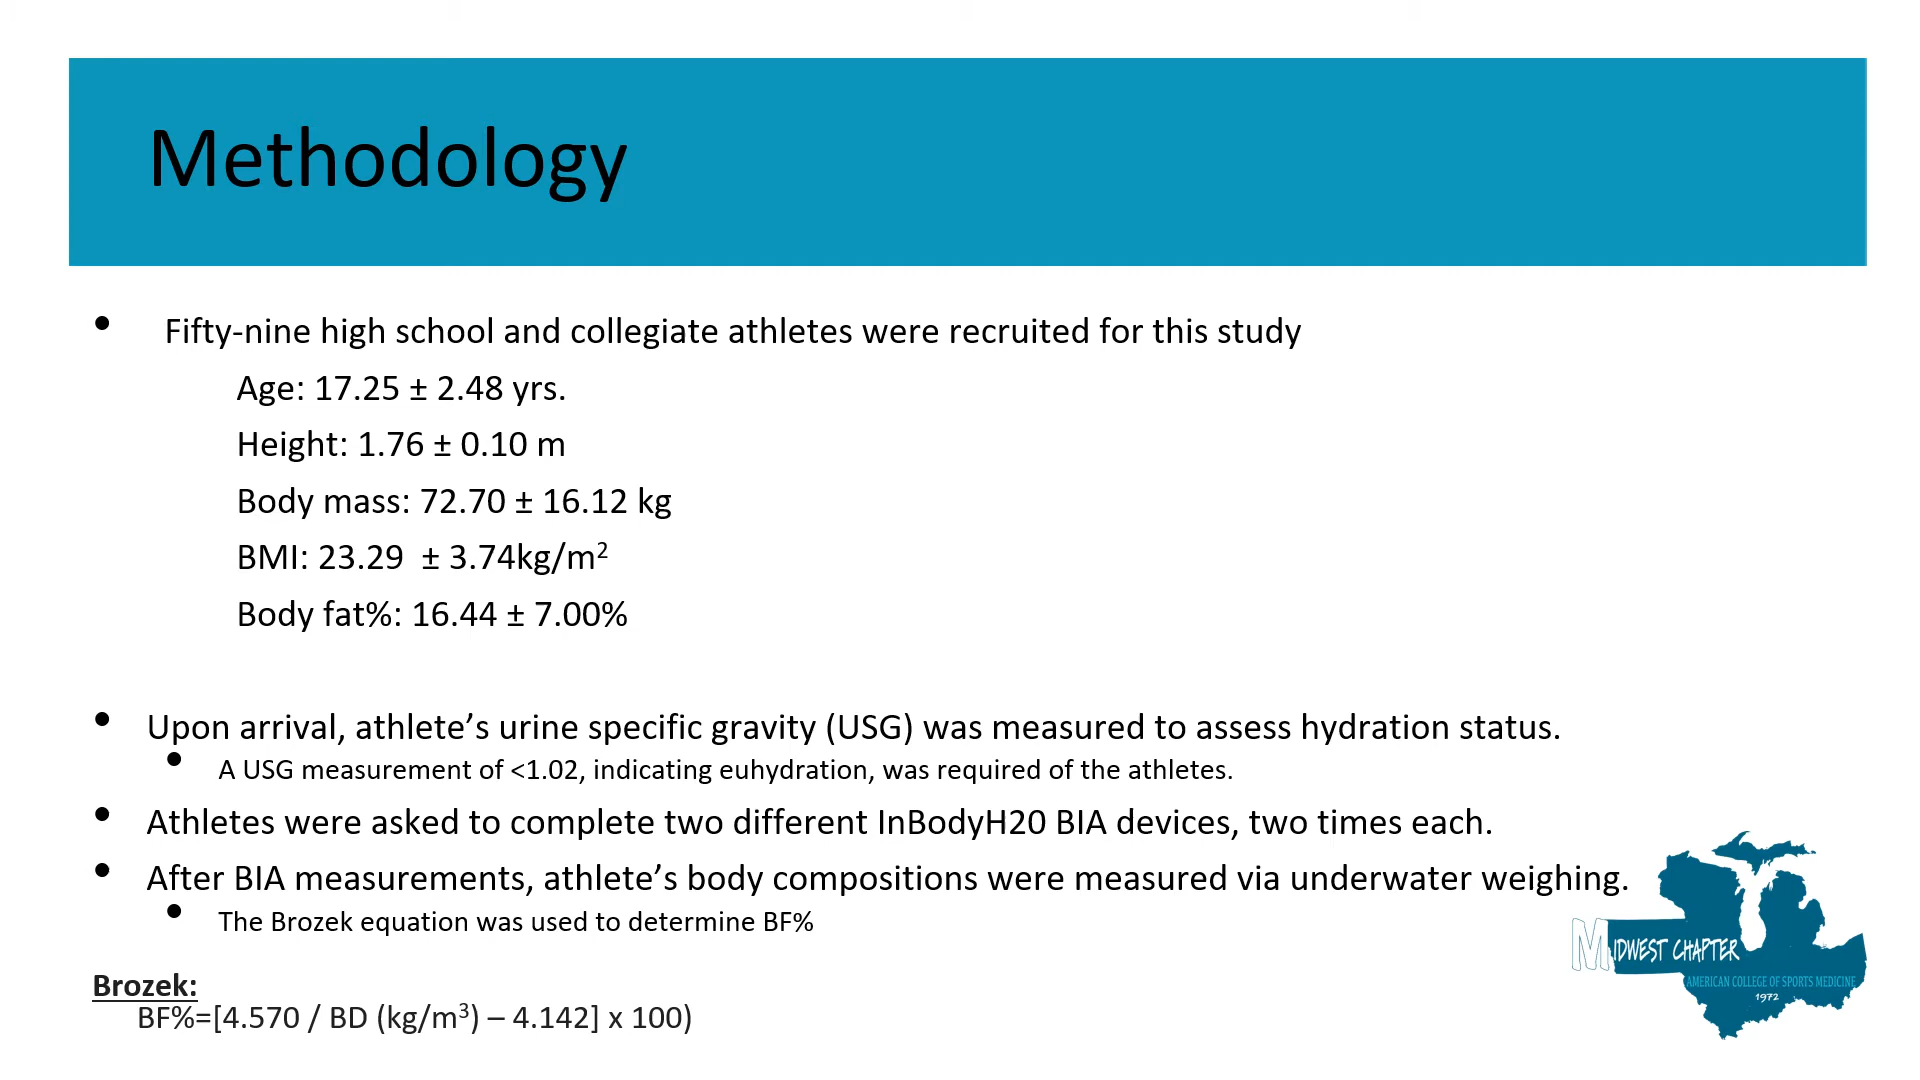 Methodology
• Fifty-nine high school and collegiate athletes were recruited for this study
Age: 17.25 ± 2.48 yrs.
Height: 1.76 ± 0.10 m
Body mass: 72.70 ± 16.12 kg
BMI: 23.29 ± 3.74kg/m²
Body fat%: 16.44 ± 7.00%
• Upon arrival, athlete’s urine specific gravity (USG) was measured to assess hydration status.
• A USG measurement of <1.02, indicating euhydration, was required of the athletes.
• Athletes were asked to complete two different InBodyH20 BIA devices, two times each.
• After BIA measurements, athlete’s body compositions were measured via underwater weighing.
• The Brozek equation was used to determine BF%
Brozek:
BF%=[4.570 / BD (kg/m³) – 4.142] x 100)
MIDWEST CHAPTER
AMERICAN COLLEGE OF SPORTS MEDICINE
1972